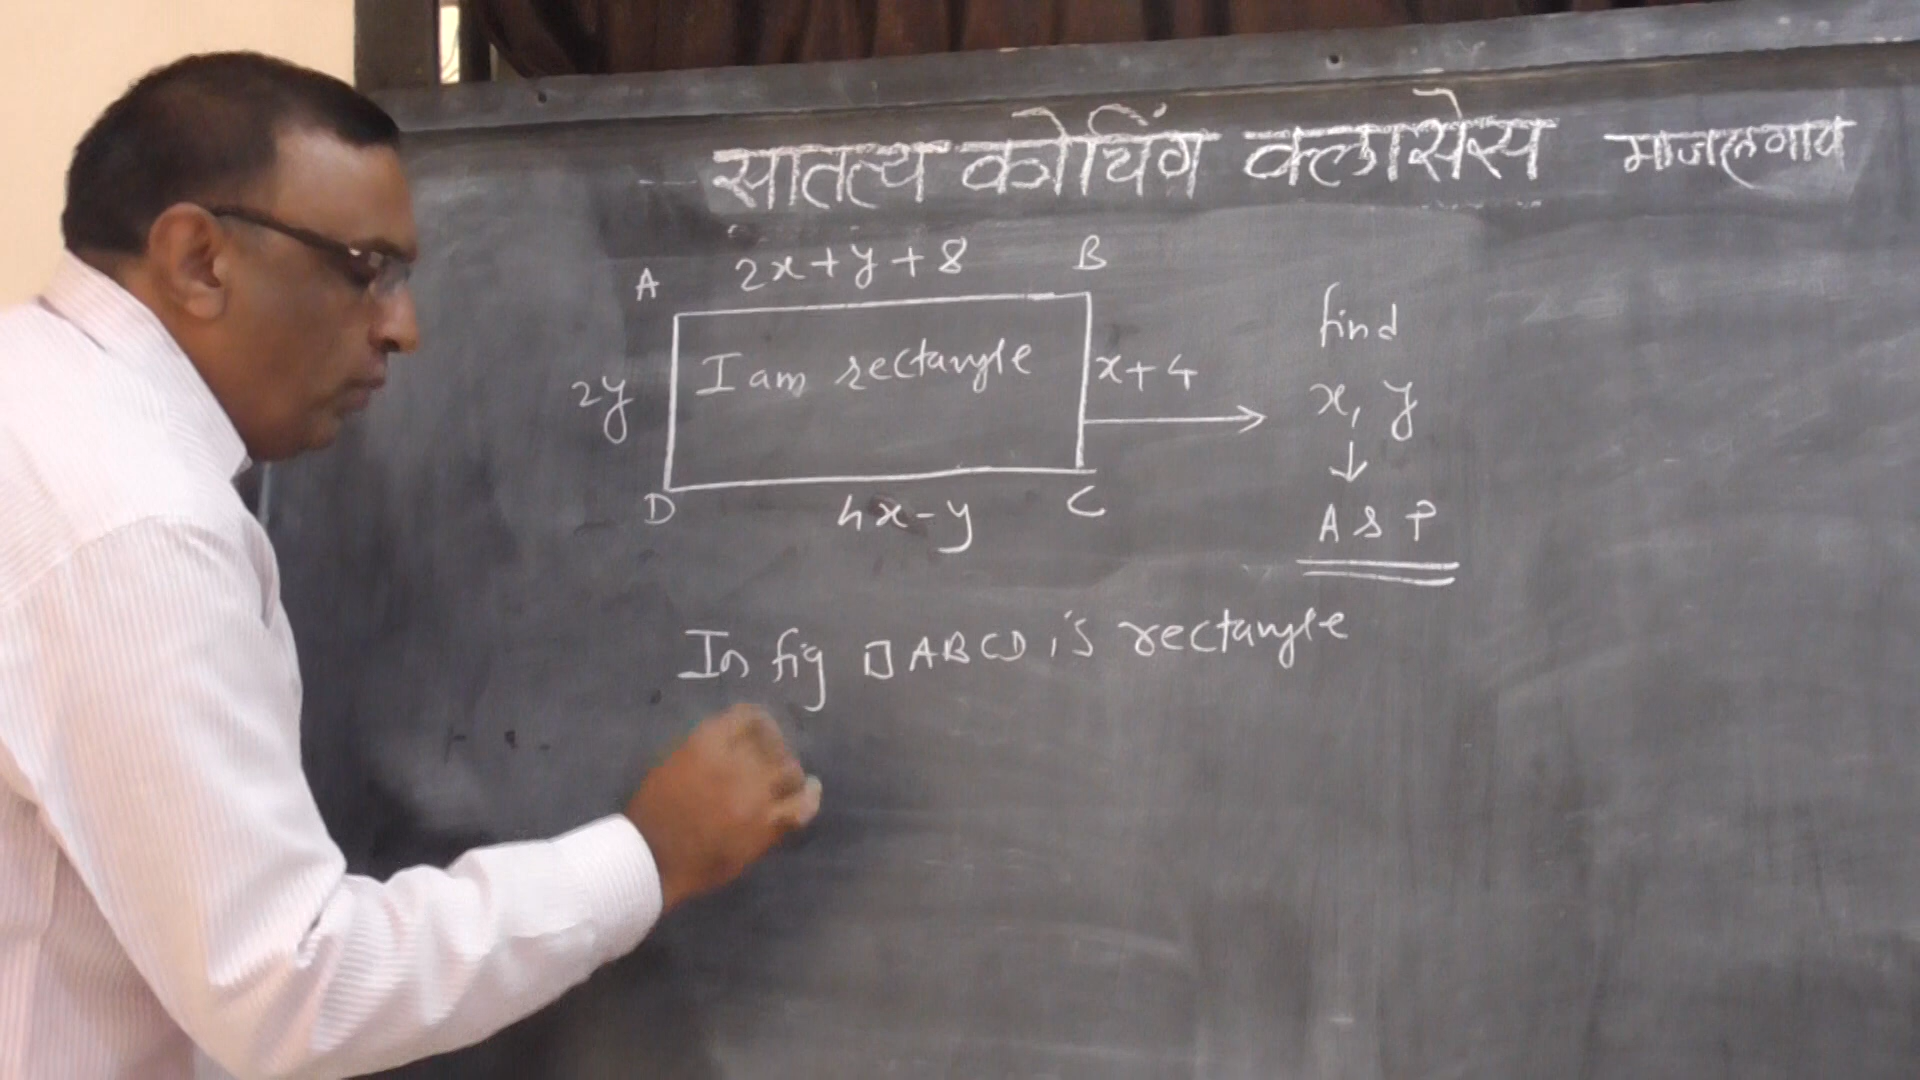 सातत्य कोचिंग क्लासेस माजलगाव
A 2x+y+8 B
find
2y I am rectangle x+4
x, y
D 4x-y C
A & P
In fig □ABCD is rectangle